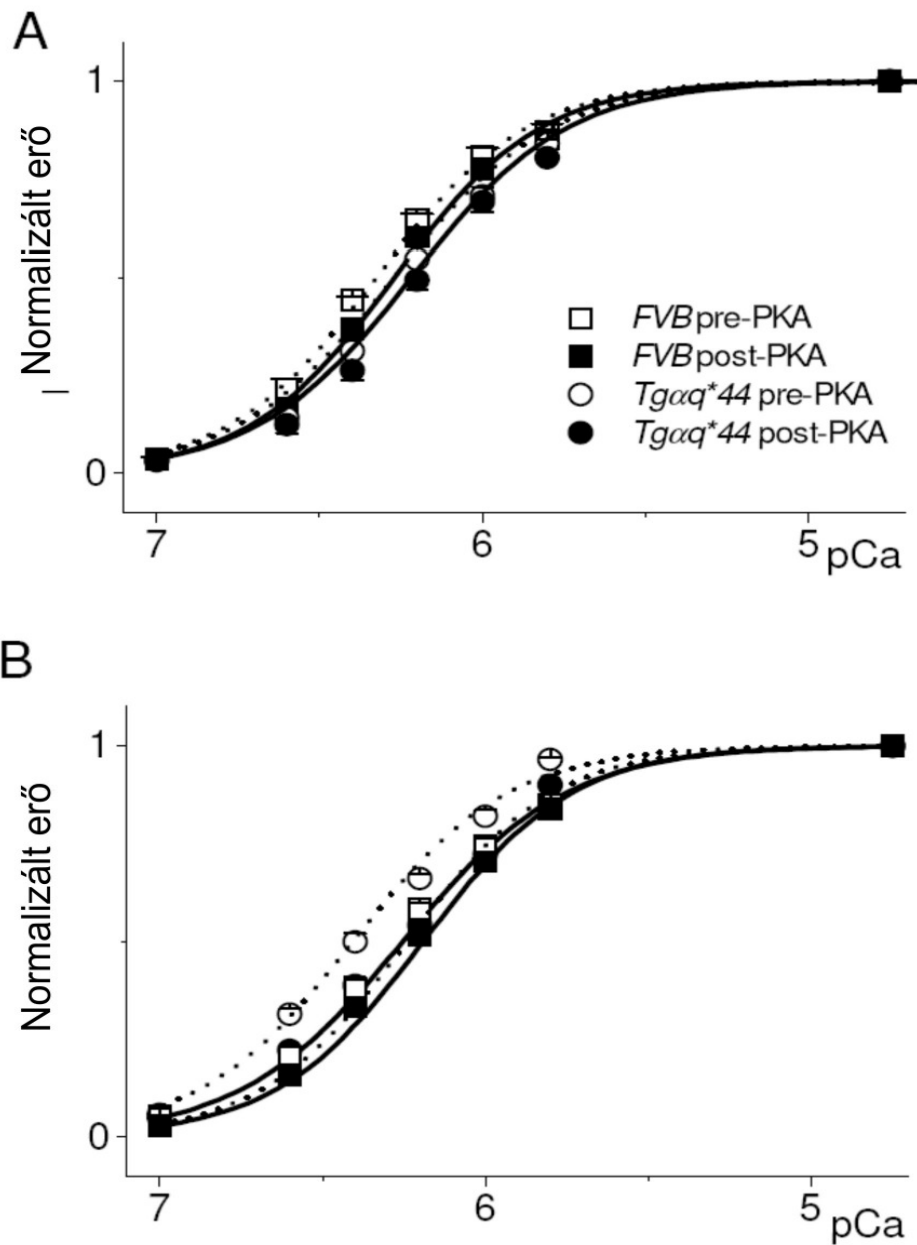 A
Normalizált erő
1
0
FVB pre-PKA
FVB post-PKA
Tgαq*44 pre-PKA
Tgαq*44 post-PKA
7 6 5 pCa
B
Normalizált erő
1
0
7 6 5 pCa